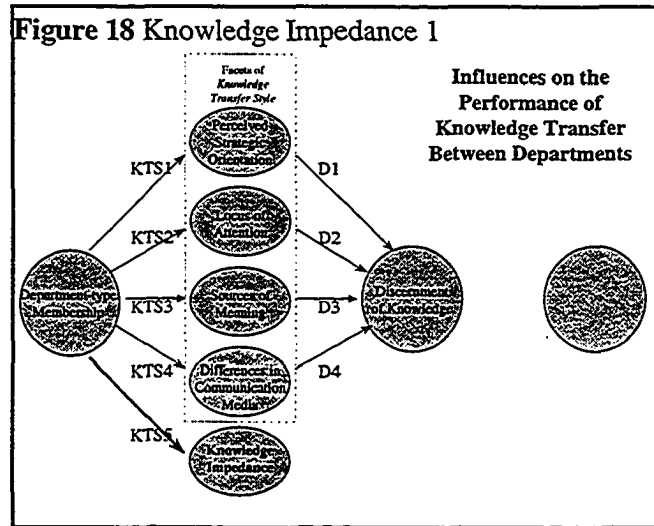 Figure 18 Knowledge Impedance 1
Facets of
Knowledge
Transfer Style
Influences on the
Performance of
Knowledge Transfer
Between Departments
Perceived
Strategic
Orientation
KTS1
D1
Locus of
Attention
KTS2
D2
Department-type
Membership
KTS3
Sources of
Meaning
D3
Discernment
of Knowledge
KTS4
Differences in
Communication
Media
D4
KTS5
Knowledge
Impedance